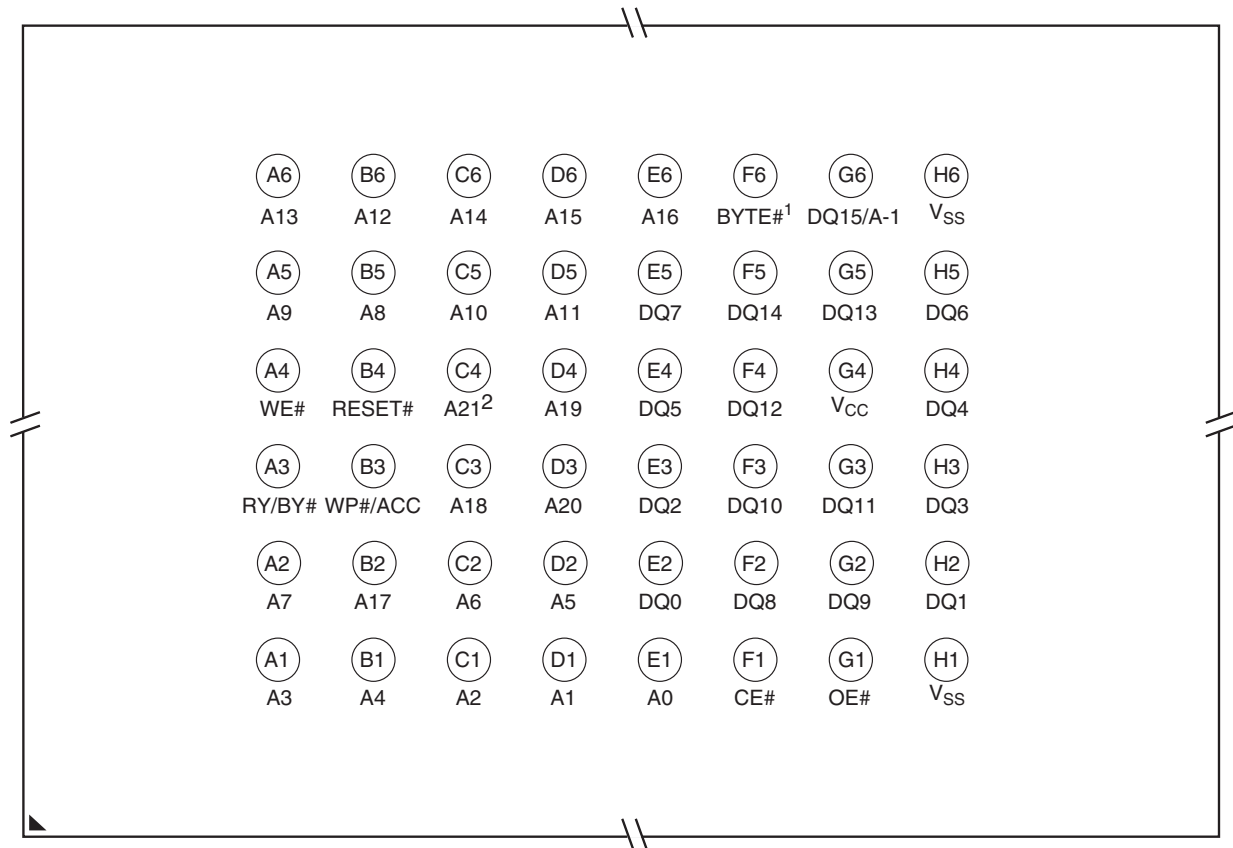 A6 B6 C6 D6 E6 F6 G6 H6
A13 A12 A14 A15 A16 BYTE#1 DQ15/A-1 VSS
A5 B5 C5 D5 E5 F5 G5 H5
A9 A8 A10 A11 DQ7 DQ14 DQ13 DQ6
A4 B4 C4 D4 E4 F4 G4 H4
WE# RESET# A212 A19 DQ5 DQ12 VCC DQ4
A3 B3 C3 D3 E3 F3 G3 H3
RY/BY# WP#/ACC A18 A20 DQ2 DQ10 DQ11 DQ3
A2 B2 C2 D2 E2 F2 G2 H2
A7 A17 A6 A5 DQ0 DQ8 DQ9 DQ1
A1 B1 C1 D1 E1 F1 G1 H1
A3 A4 A2 A1 A0 CE# OE# VSS